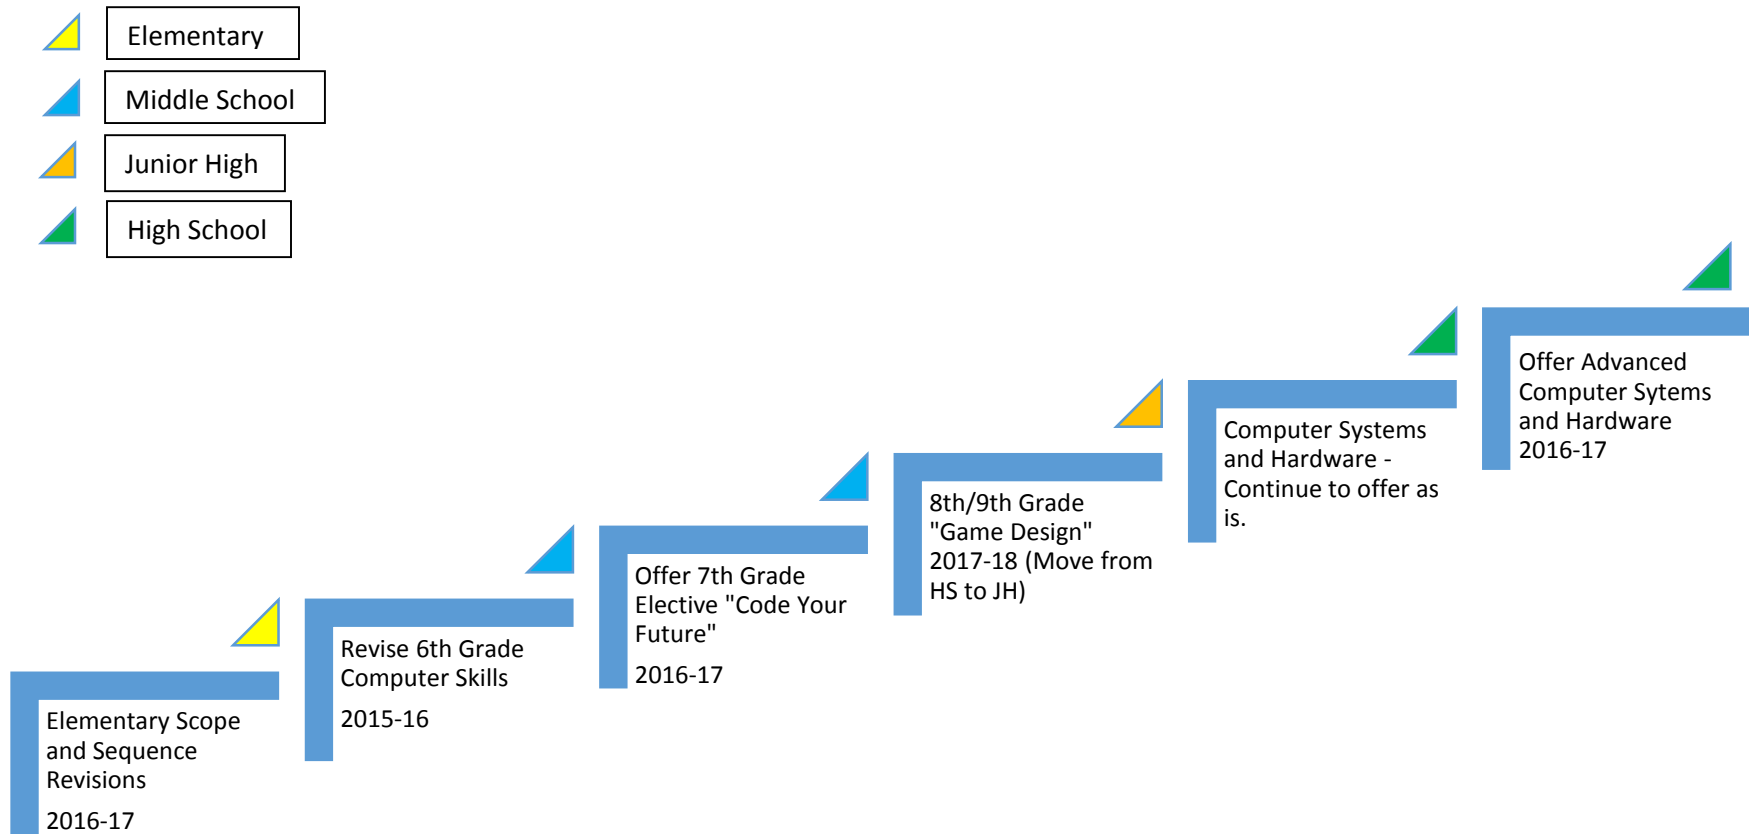 Elementary
Middle School
Junior High
High School
Elementary Scope
and Sequence
Revisions
2016-17
Revise 6th Grade
Computer Skills
2015-16
Offer 7th Grade
Elective "Code Your
Future"
2016-17
8th/9th Grade
"Game Design"
2017-18 (Move from
HS to JH)
Computer Systems
and Hardware -
Continue to offer as
is.
Offer Advanced
Computer Sytems
and Hardware
2016-17